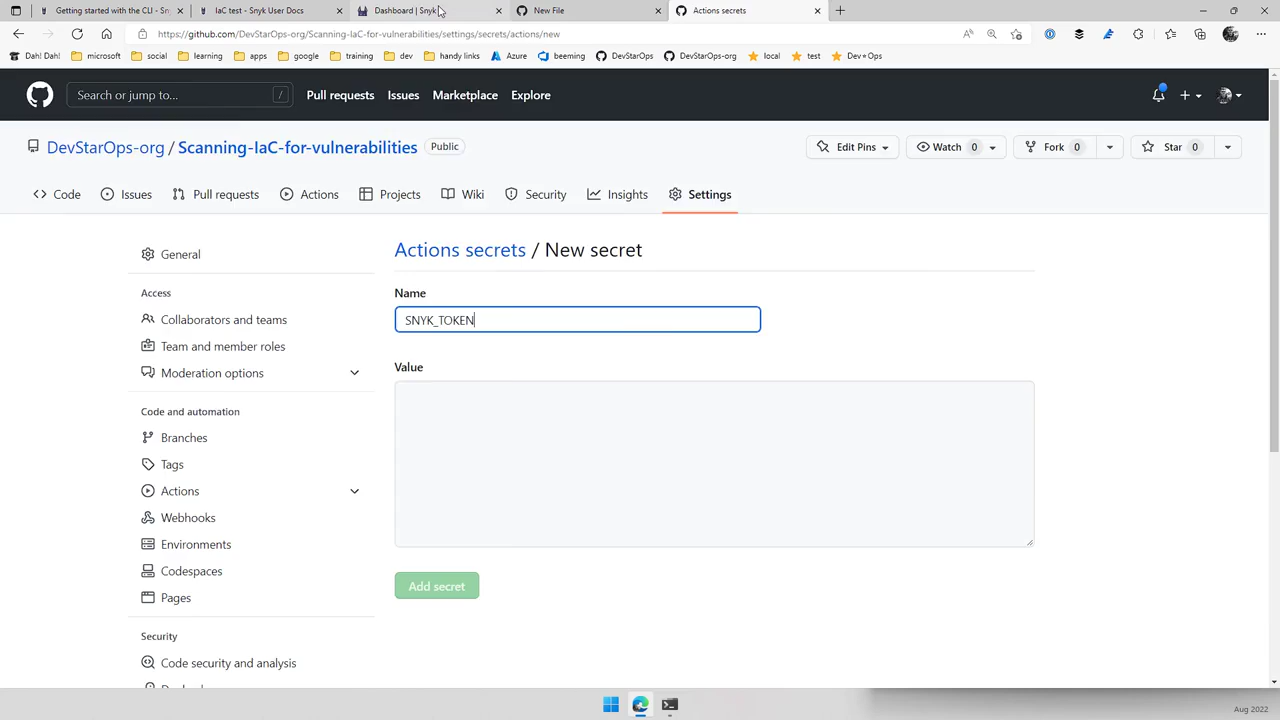 Getting started with the CLI - Sn
IaC test - Snyk User Docs
Dashboard | Snyk
New File
Actions secrets
https://github.com/DevStarOps-org/Scanning-IaC-for-vulnerabilities/settings/secrets/actions/new
Dah! Dah!
microsoft
social
learning
apps
google
training
dev
handy links
Azure
beeming
DevStarOps
DevStarOps-org
local
test
Dev⭑Ops
Search or jump to...
/
Pull requests
Issues
Marketplace
Explore
DevStarOps-org / Scanning-IaC-for-vulnerabilities
Public
Edit Pins
Watch 0
Fork 0
Star 0
Code
Issues
Pull requests
Actions
Projects
Wiki
Security
Insights
Settings
General
Access
Collaborators and teams
Team and member roles
Moderation options
Code and automation
Branches
Tags
Actions
Webhooks
Environments
Codespaces
Pages
Security
Code security and analysis
Actions secrets / New secret
Name
SNYK_TOKEN
Value
Add secret
Aug 2022